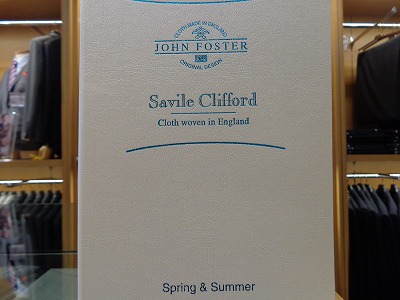 CLOTH MADE IN ENGLAND
JOHN FOSTER
ORIGINAL DESIGN
Savile Clifford
Cloth woven in England
Spring & Summer